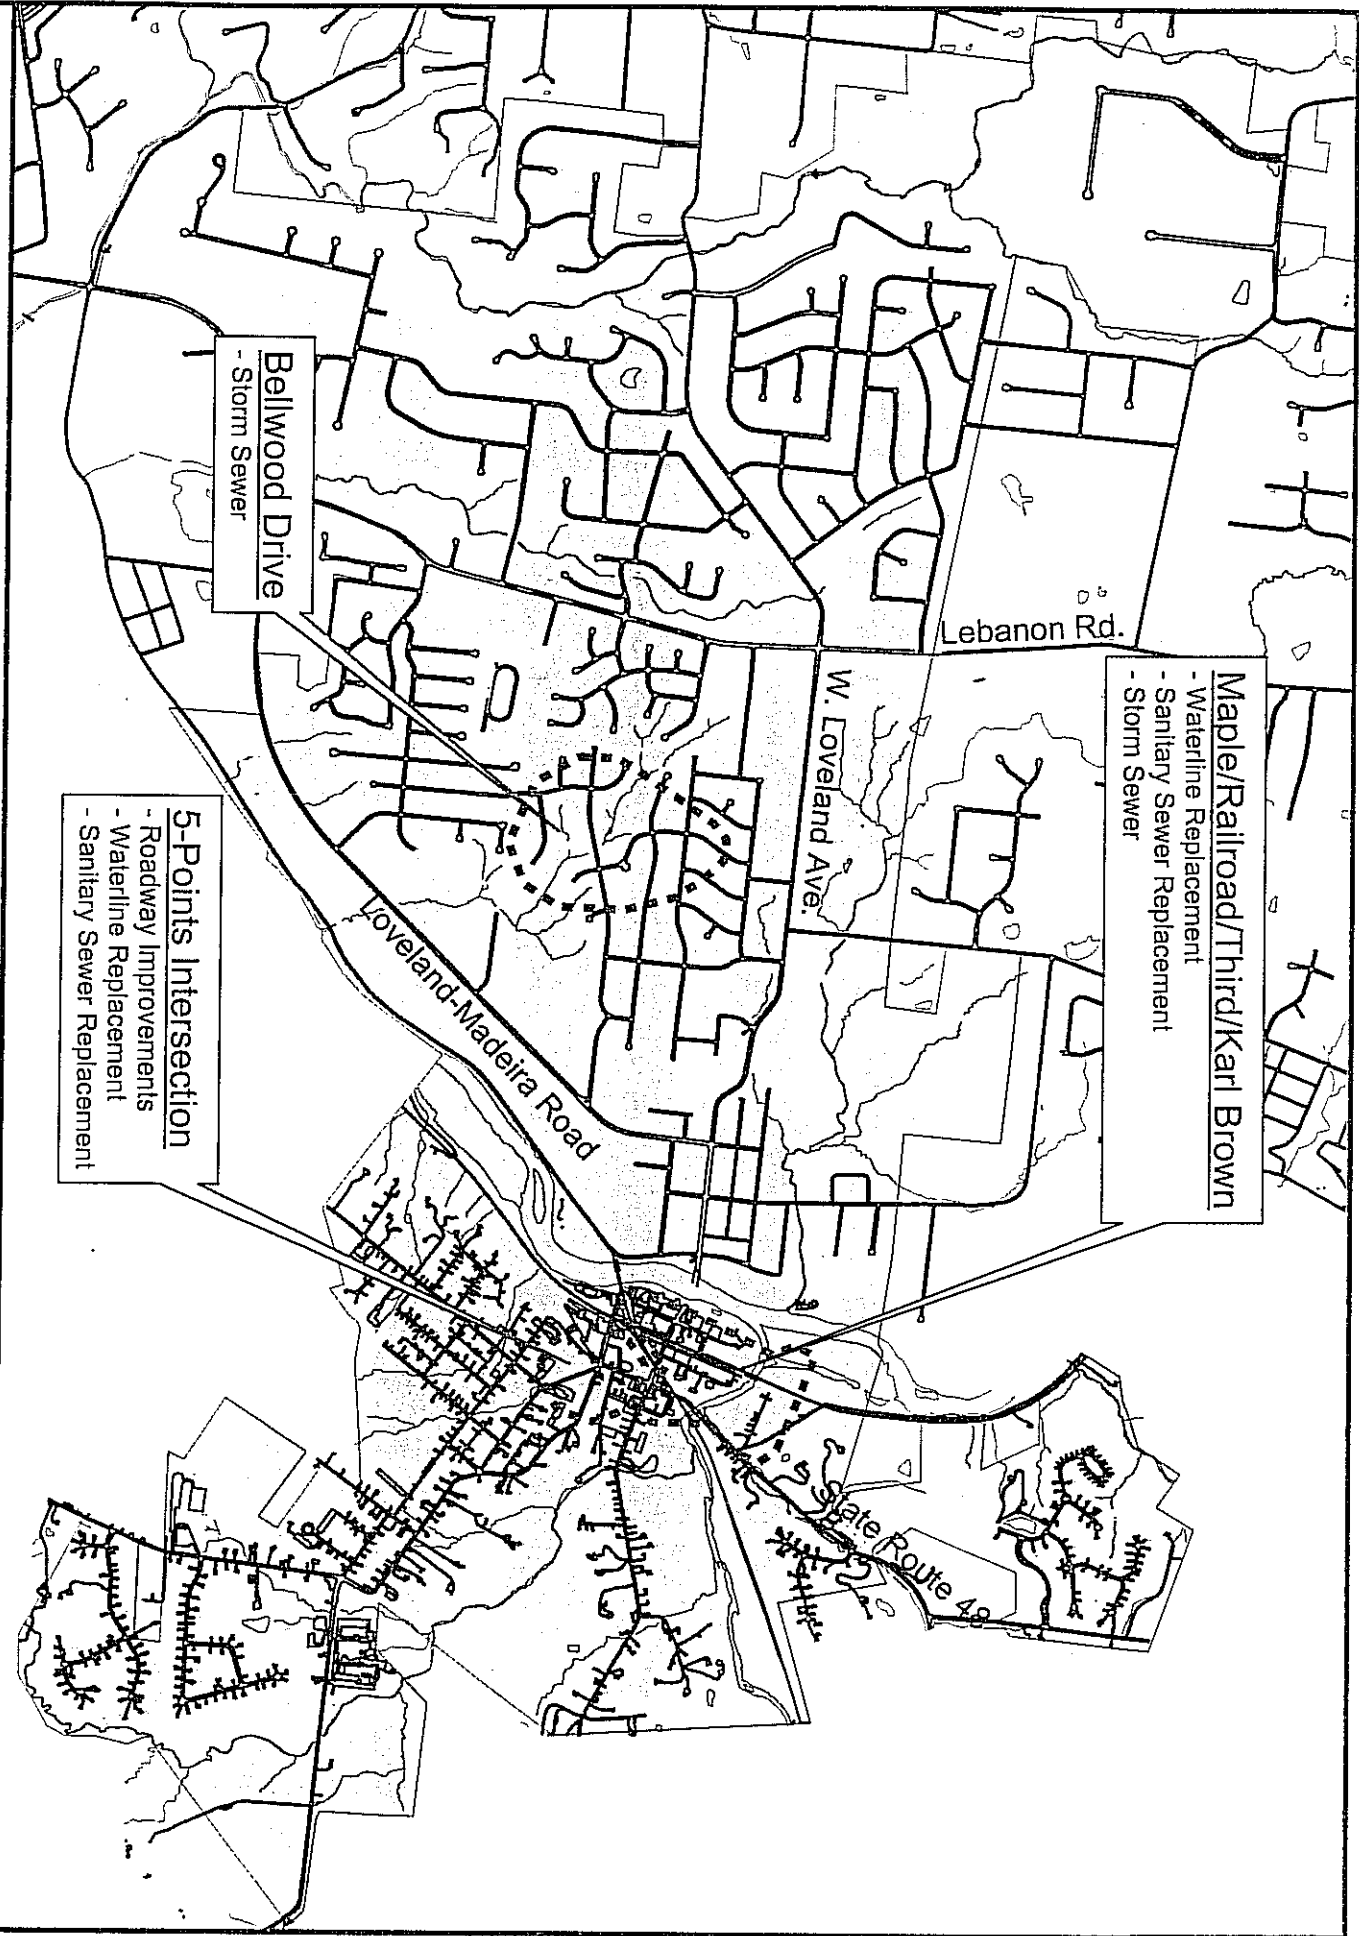 Maple/Railroad/Third/Karl Brown
- Waterline Replacement
- Sanitary Sewer Replacement
- Storm Sewer
Lebanon Rd.
W. Loveland Ave.
Bellwood Drive
- Storm Sewer
Loveland-Madeira Road
State Route 48
5-Points Intersection
- Roadway Improvements
- Waterline Replacement
- Sanitary Sewer Replacement